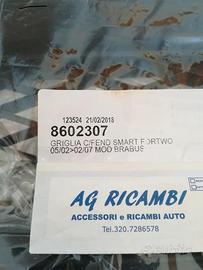 123524 21/02/2018
8602307
GRIGLIA C/FEND SMART FORTWO
05/02>02/07 MOD BRABUS
AG RICAMBI
ACCESSORI e RICAMBI AUTO
Tel.320.7286578